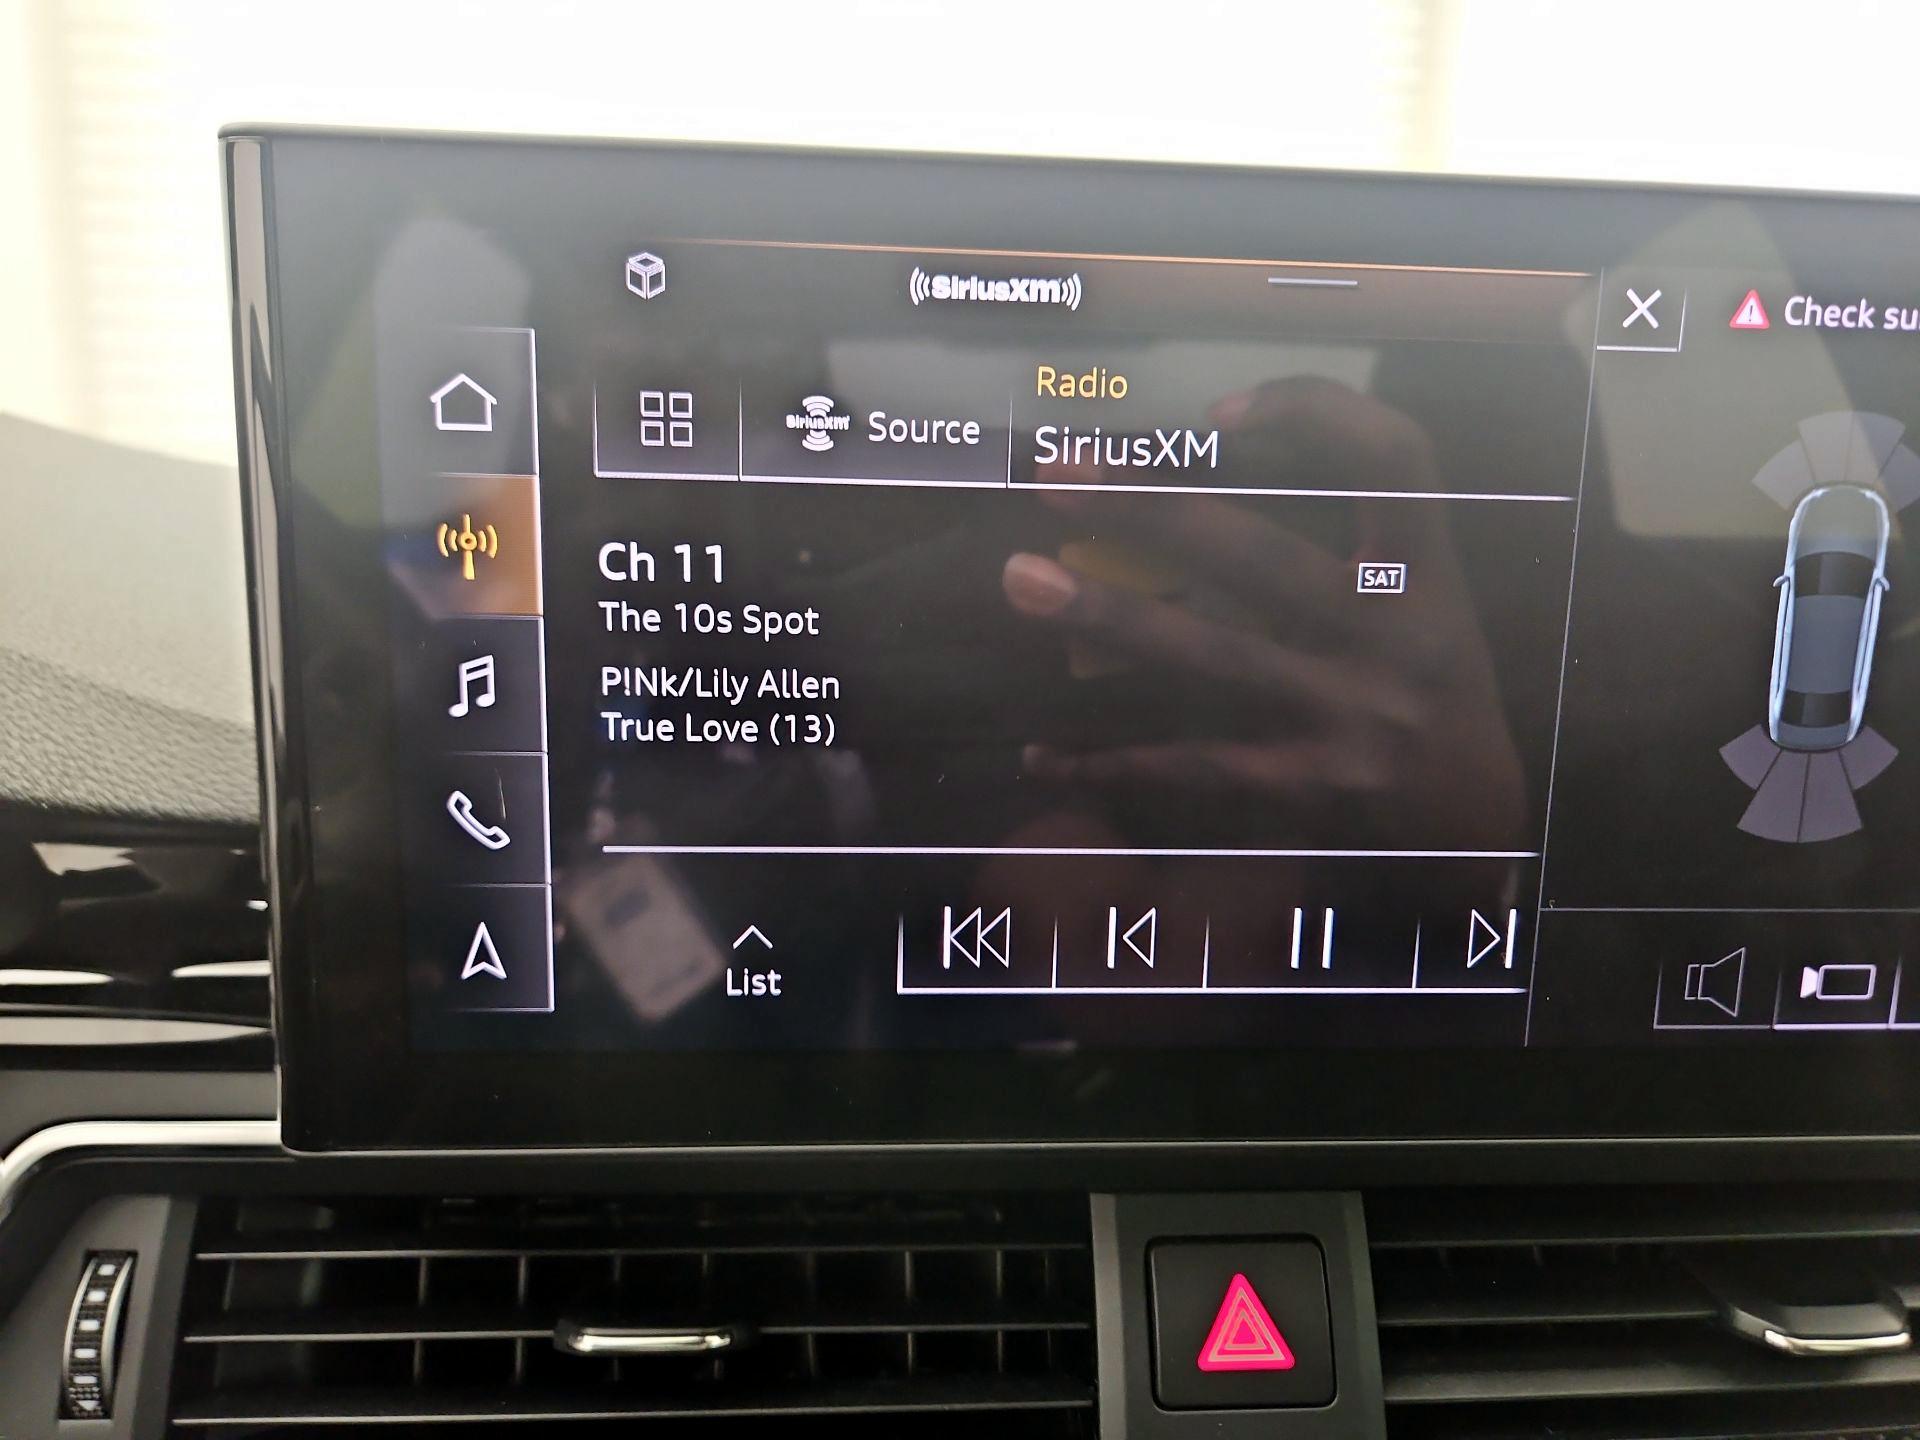 SiriusXM
Check su
SiriusXM
Source
Radio
SiriusXM
Ch 11
SAT
The 10s Spot
P!Nk/Lily Allen
True Love (13)
List